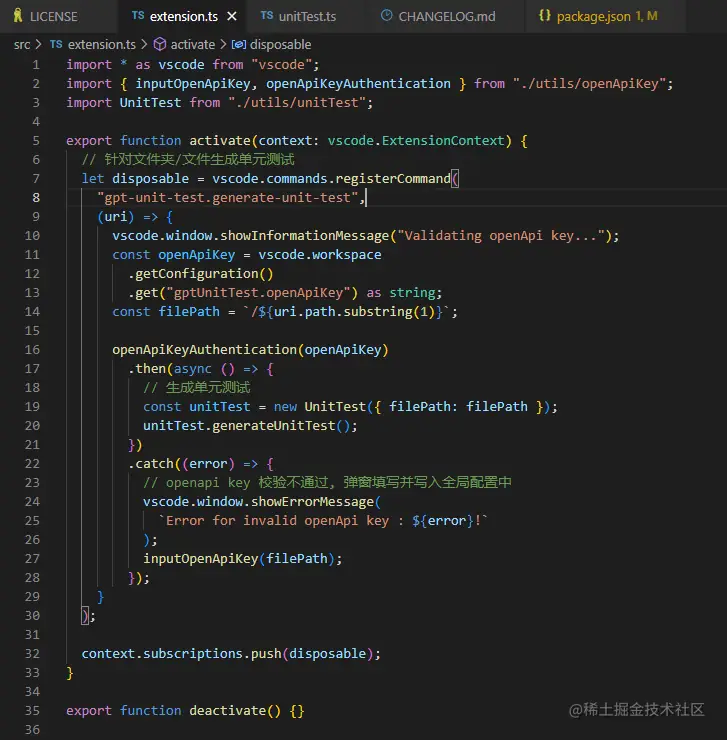 LICENSE TS extension.ts × TS unitTest.ts CHANGELOG.md {} package.json 1, M
src > TS extension.ts > activate > disposable
1 import * as vscode from "vscode";
2 import { inputOpenApiKey, openApiKeyAuthentication } from "./utils/openApiKey";
3 import UnitTest from "./utils/unitTest";
4
5 export function activate(context: vscode.ExtensionContext) {
6 // 针对文件夹/文件生成单元测试
7 let disposable = vscode.commands.registerCommand(
8 "gpt-unit-test.generate-unit-test",
9 (uri) => {
10 vscode.window.showInformationMessage("Validating openApi key...");
11 const openApiKey = vscode.workspace
12 .getConfiguration()
13 .get("gptUnitTest.openApiKey") as string;
14 const filePath = `/${uri.path.substring(1)}`;
15
16 openApiKeyAuthentication(openApiKey)
17 .then(async () => {
18 // 生成单元测试
19 const unitTest = new UnitTest({ filePath: filePath });
20 unitTest.generateUnitTest();
21 })
22 .catch((error) => {
23 // openapi key 校验不通过, 弹窗填写并写入全局配置中
24 vscode.window.showErrorMessage(
25 `Error for invalid openApi key : ${error}!`
26 );
27 inputOpenApiKey(filePath);
28 });
29 }
30 );
31
32 context.subscriptions.push(disposable);
33 }
34
35 export function deactivate() {}
36
@稀土掘金技术社区